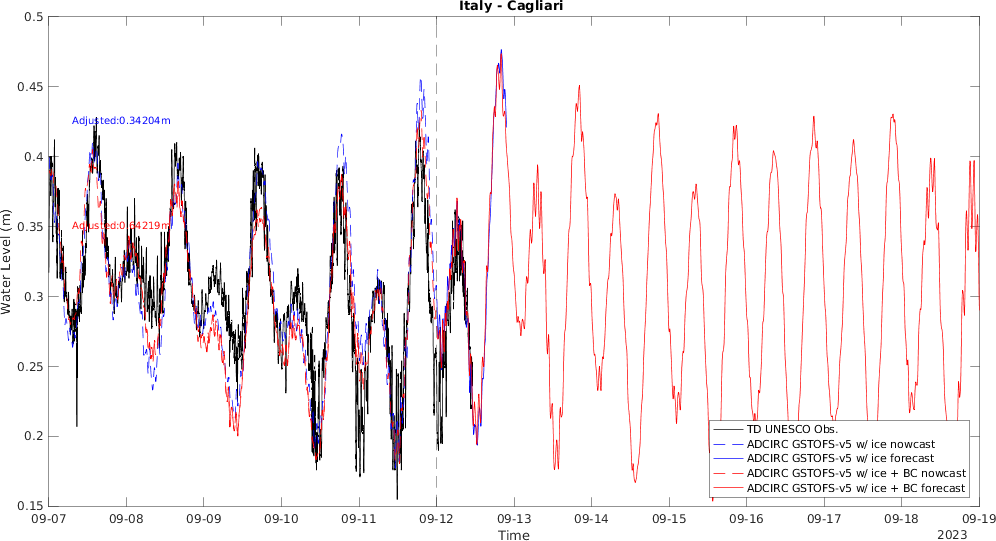 Italy - Cagliari
0.5
0.45
0.4
0.35
0.3
0.25
0.2
0.15
Water Level (m)
Adjusted:0.34204m
Adjusted:0.64219m
TD UNESCO Obs.
ADCIRC GSTOFS-v5 w/ ice nowcast
ADCIRC GSTOFS-v5 w/ ice forecast
ADCIRC GSTOFS-v5 w/ ice + BC nowcast
ADCIRC GSTOFS-v5 w/ ice + BC forecast
09-07 09-08 09-09 09-10 09-11 09-12 09-13 09-14 09-15 09-16 09-17 09-18 09-19
Time
2023